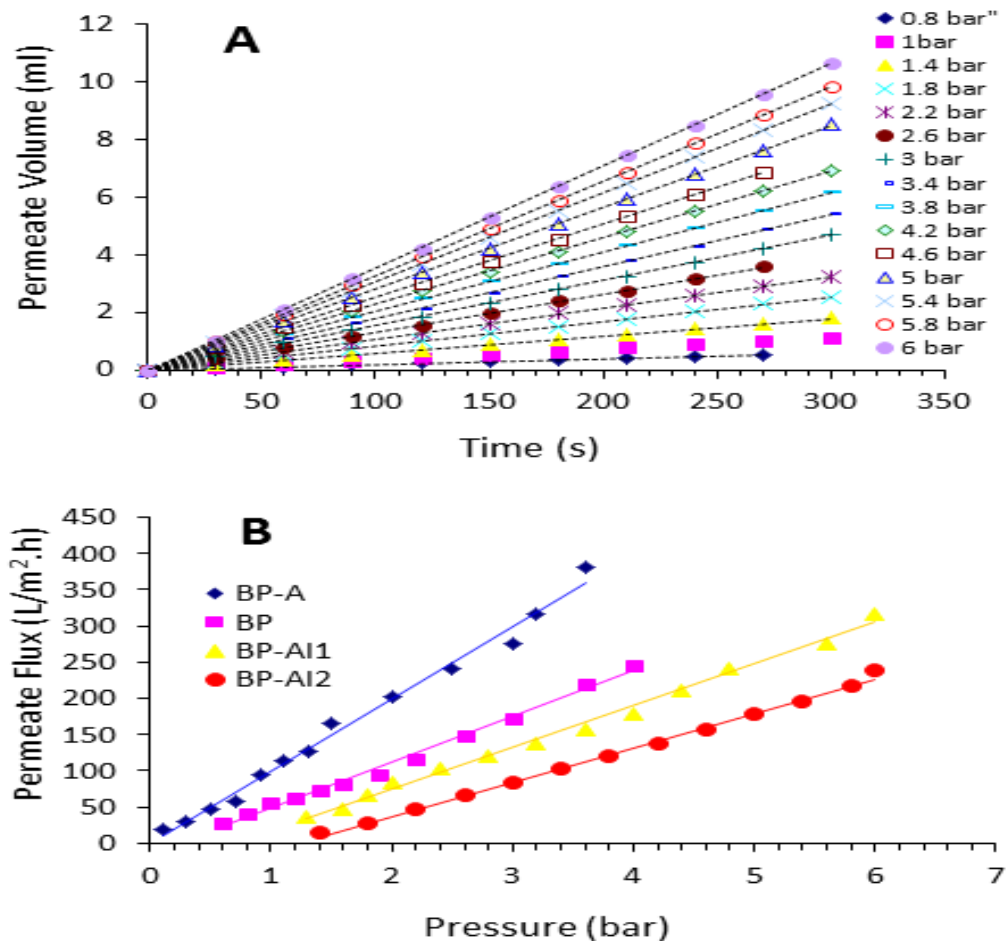 A
Permeate Volume (ml)
12
10
8
6
4
2
0
0 50 100 150 200 250 300 350
Time (s)
0.8 bar"
1bar
1.4 bar
1.8 bar
2.2 bar
2.6 bar
3 bar
3.4 bar
3.8 bar
4.2 bar
4.6 bar
5 bar
5.4 bar
5.8 bar
6 bar
B
Permeate Flux (L/m².h)
450
400
350
300
250
200
150
100
50
0
BP-A
BP
BP-AI1
BP-AI2
0 1 2 3 4 5 6 7
Pressure (bar)